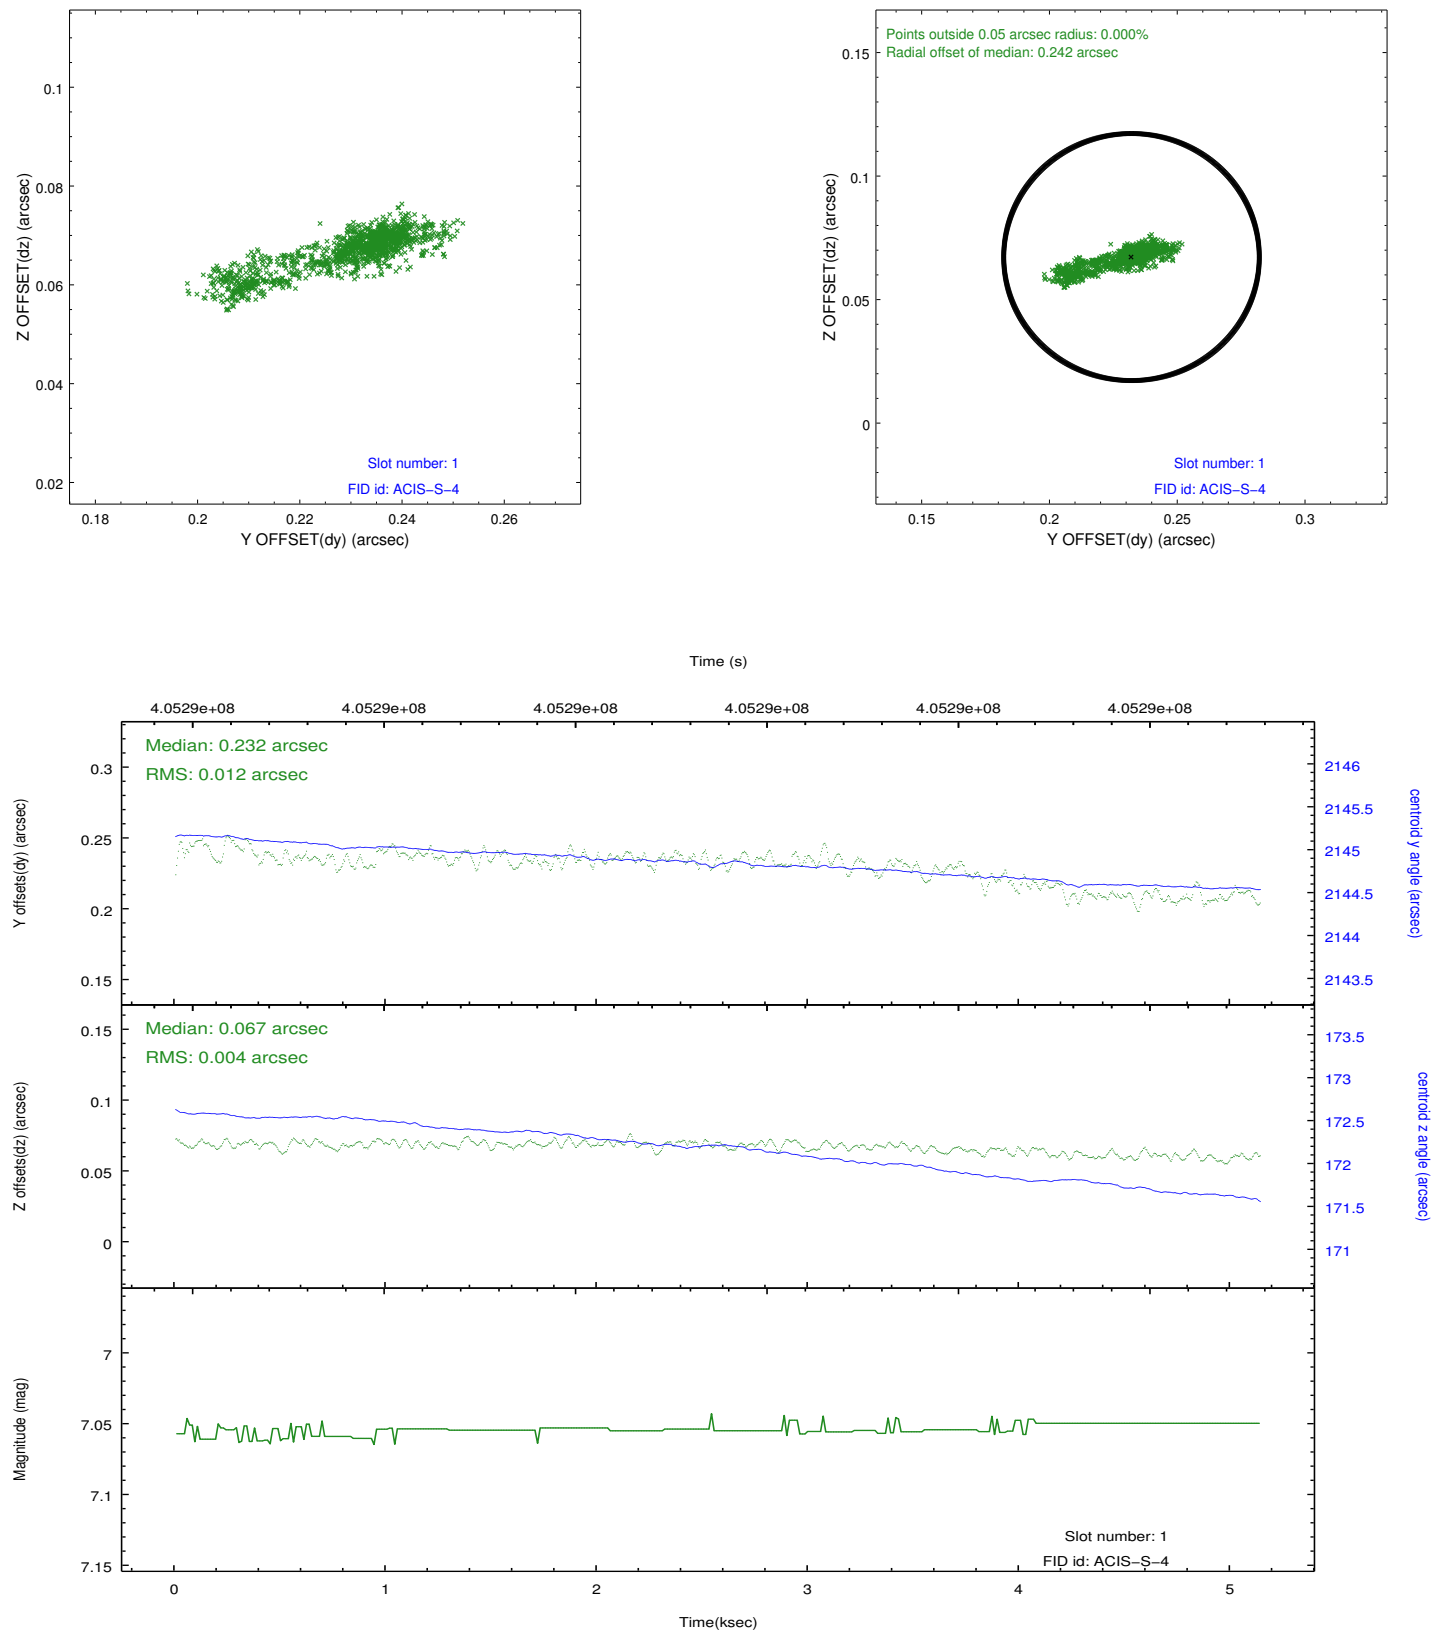 0.1
0.08
0.06
0.04
0.02
Z OFFSET(dz) (arcsec)
Slot number: 1
FID id: ACIS−S−4
0.18 0.2 0.22 0.24 0.26
Y OFFSET(dy) (arcsec)
Points outside 0.05 arcsec radius: 0.000%
Radial offset of median: 0.242 arcsec
0.15
0.1
0.05
0
Z OFFSET(dz) (arcsec)
Slot number: 1
FID id: ACIS−S−4
0.15 0.2 0.25 0.3
Y OFFSET(dy) (arcsec)
Time (s)
4.0529e+08 4.0529e+08 4.0529e+08 4.0529e+08 4.0529e+08 4.0529e+08
Median: 0.232 arcsec
RMS: 0.012 arcsec
0.3
0.25
0.2
0.15
Y offsets(dy) (arcsec)
2146
2145.5
2145
2144.5
2144
2143.5
centroid y angle (arcsec)
Median: 0.067 arcsec
RMS: 0.004 arcsec
0.15
0.1
0.05
0
Z offsets(dz) (arcsec)
173.5
173
172.5
172
171.5
171
centroid z angle (arcsec)
7
7.05
7.1
7.15
Magnitude (mag)
Slot number: 1
FID id: ACIS−S−4
0 1 2 3 4 5
Time(ksec)